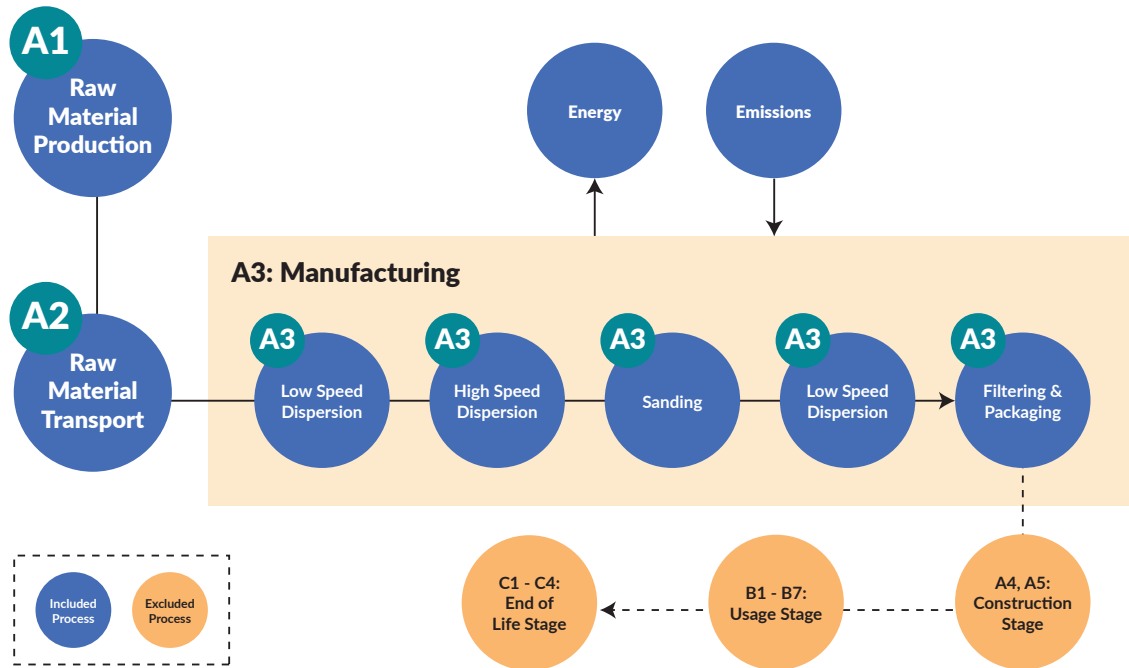 A1
Raw
Material
Production
Energy
Emissions
A3: Manufacturing
A2
Raw
Material
Transport
A3
Low Speed
Dispersion
A3
High Speed
Dispersion
A3
Sanding
A3
Low Speed
Dispersion
A3
Filtering &
Packaging
Included
Process
Excluded
Process
C1 - C4:
End of
Life Stage
B1 - B7:
Usage Stage
A4, A5:
Construction
Stage